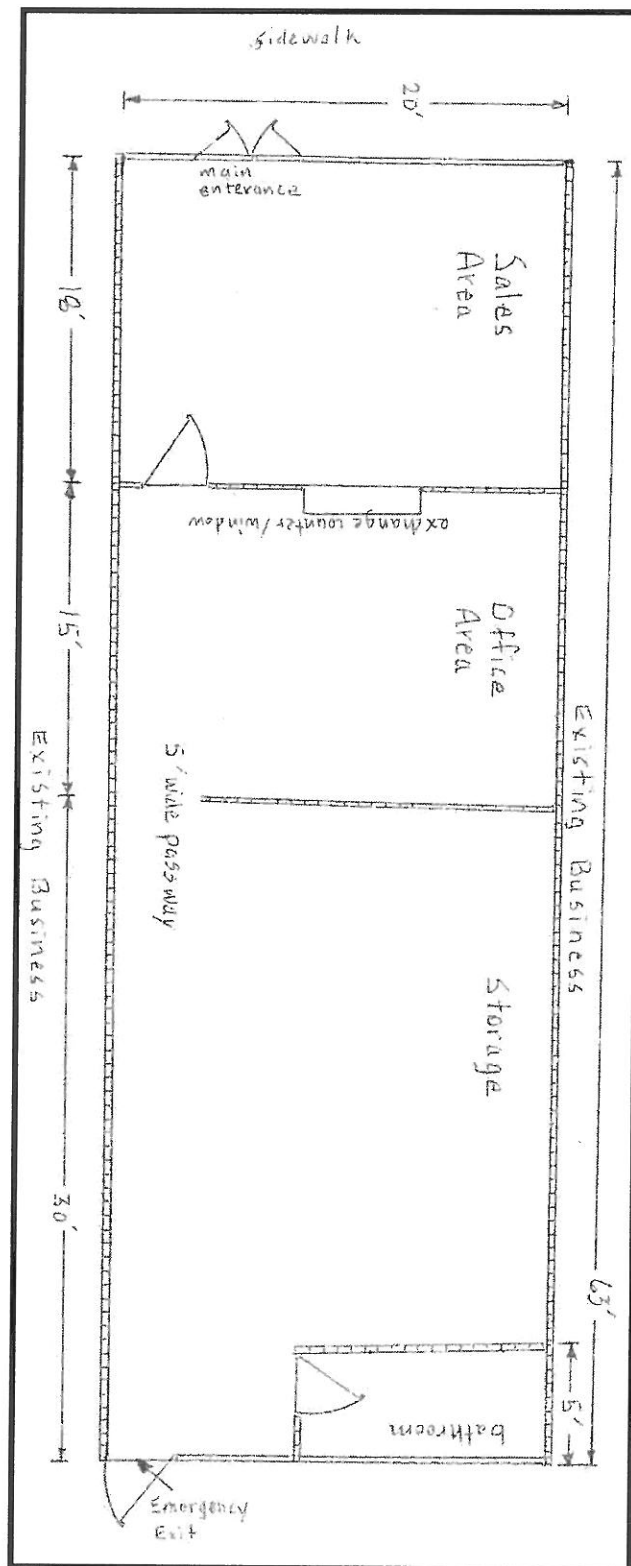 sidewalk
20'
main
enterance
Sales
Area
18'
exchange counter/window
Office
Area
15'
Existing Business
Existing Business
5' wide passway
Storage
30'
63'
5'
bathroom
Emergency
Exit